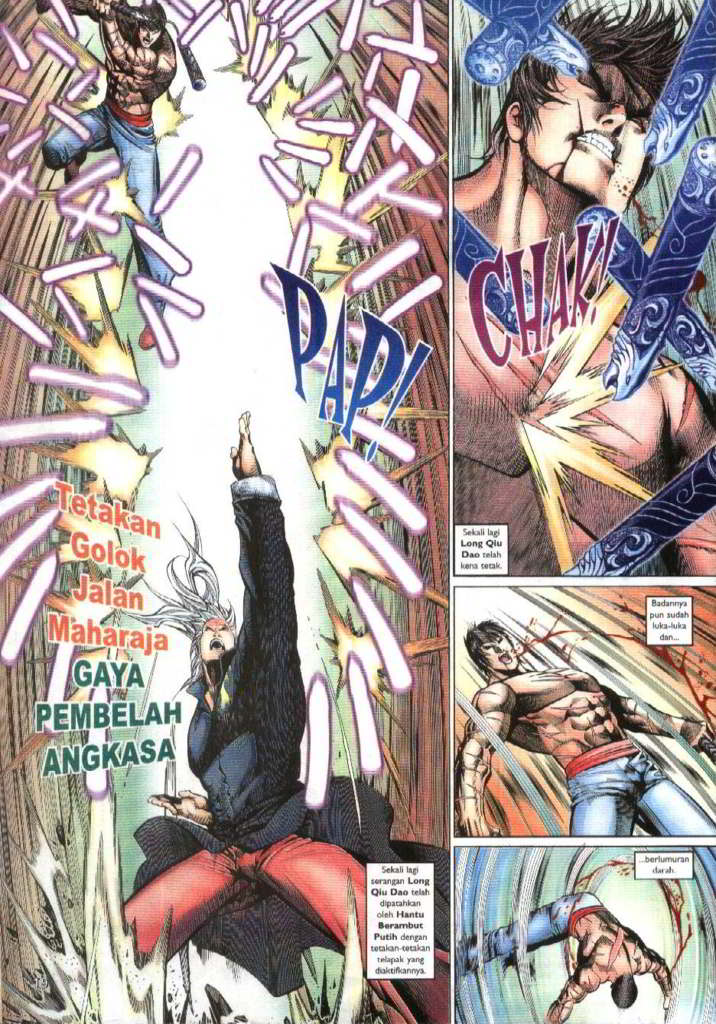 PAP!
Tetakan
Golok
Jalan
Maharaja
GAYA
PEMBELAH
ANGKASA
Sekali lagi
serangan Long
Qiu Dao telah
dipatahkan
oleh Hantu
Berambut
Putih dengan
tetakan-tetakan
telapak yang
diaktifkannya.
CHAK!
Sekali lagi
Long Qiu
Dao telah
kena tetak.
Badannya
pun sudah
luka-luka
dan...
...berlumuran
darah.